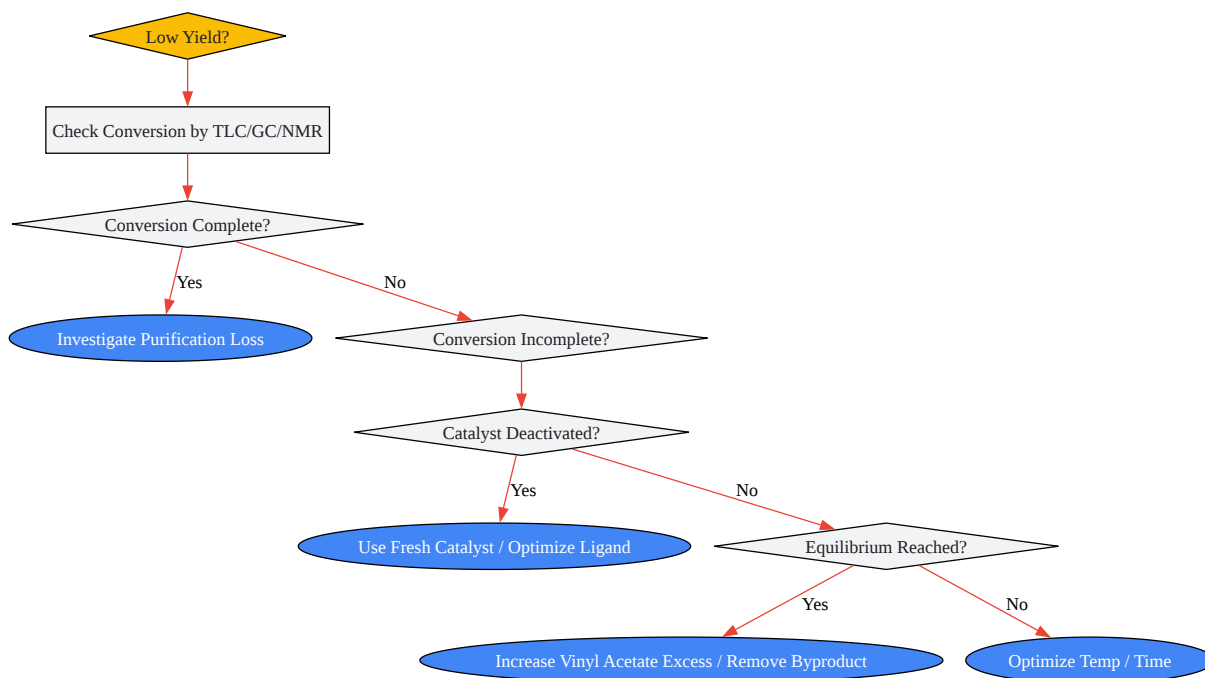 Low Yield?
Check Conversion by TLC/GC/NMR
Conversion Complete?
Yes
No
Investigate Purification Loss
Conversion Incomplete?
Catalyst Deactivated?
Yes
No
Use Fresh Catalyst / Optimize Ligand
Equilibrium Reached?
Yes
No
Increase Vinyl Acetate Excess / Remove Byproduct
Optimize Temp / Time